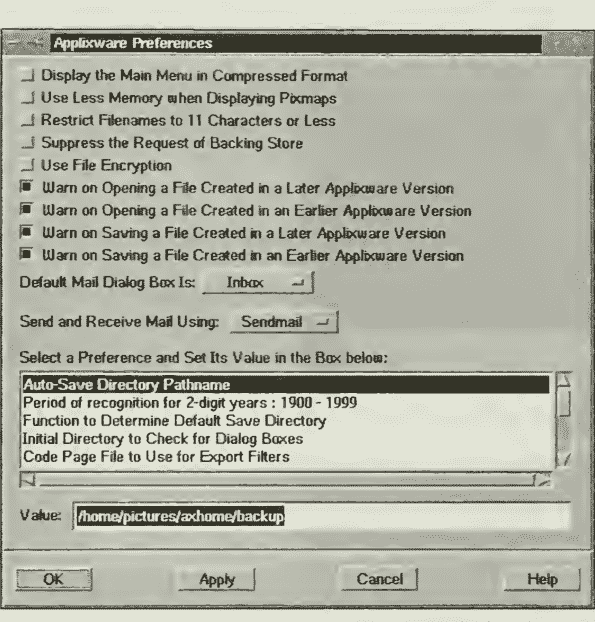 Applixware Preferences
Display the Main Menu in Compressed Format
Use Less Memory when Displaying Pixmaps
Restrict Filenames to 11 Characters or Less
Suppress the Request of Backing Store
Use File Encryption
Warn on Opening a File Created in a Later Applixware Version
Warn on Opening a File Created in an Earlier Applixware Version
Warn on Saving a File Created in a Later Applixware Version
Warn on Saving a File Created in an Earlier Applixware Version
Default Mail Dialog Box Is: Inbox
Send and Receive Mail Using: Sendmail
Select a Preference and Set Its Value in the Box below:
Auto-Save Directory Pathname
Period of recognition for 2-digit years : 1900 - 1999
Function to Determine Default Save Directory
Initial Directory to Check for Dialog Boxes
Code Page File to Use for Export Filters
Value: /home/pictures/axhome/backup
OK Apply Cancel Help